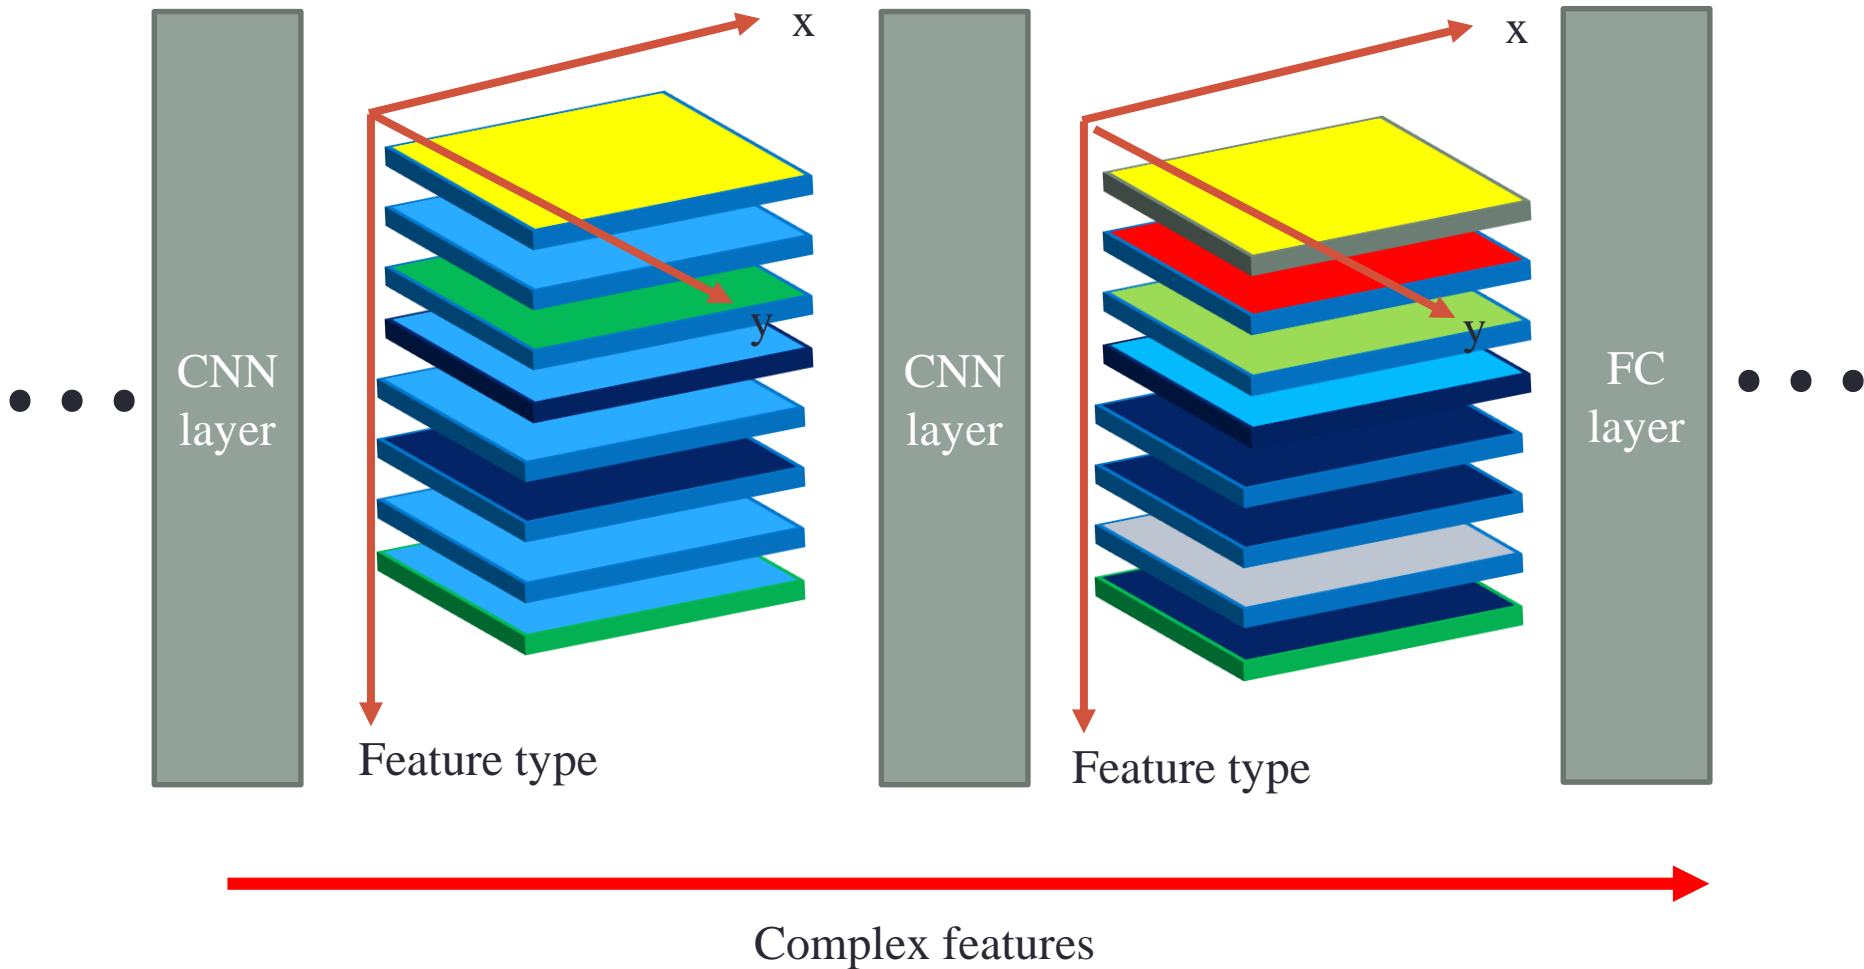 x
x
y
y
CNN
layer
CNN
layer
FC
layer
Feature type
Feature type
Complex features